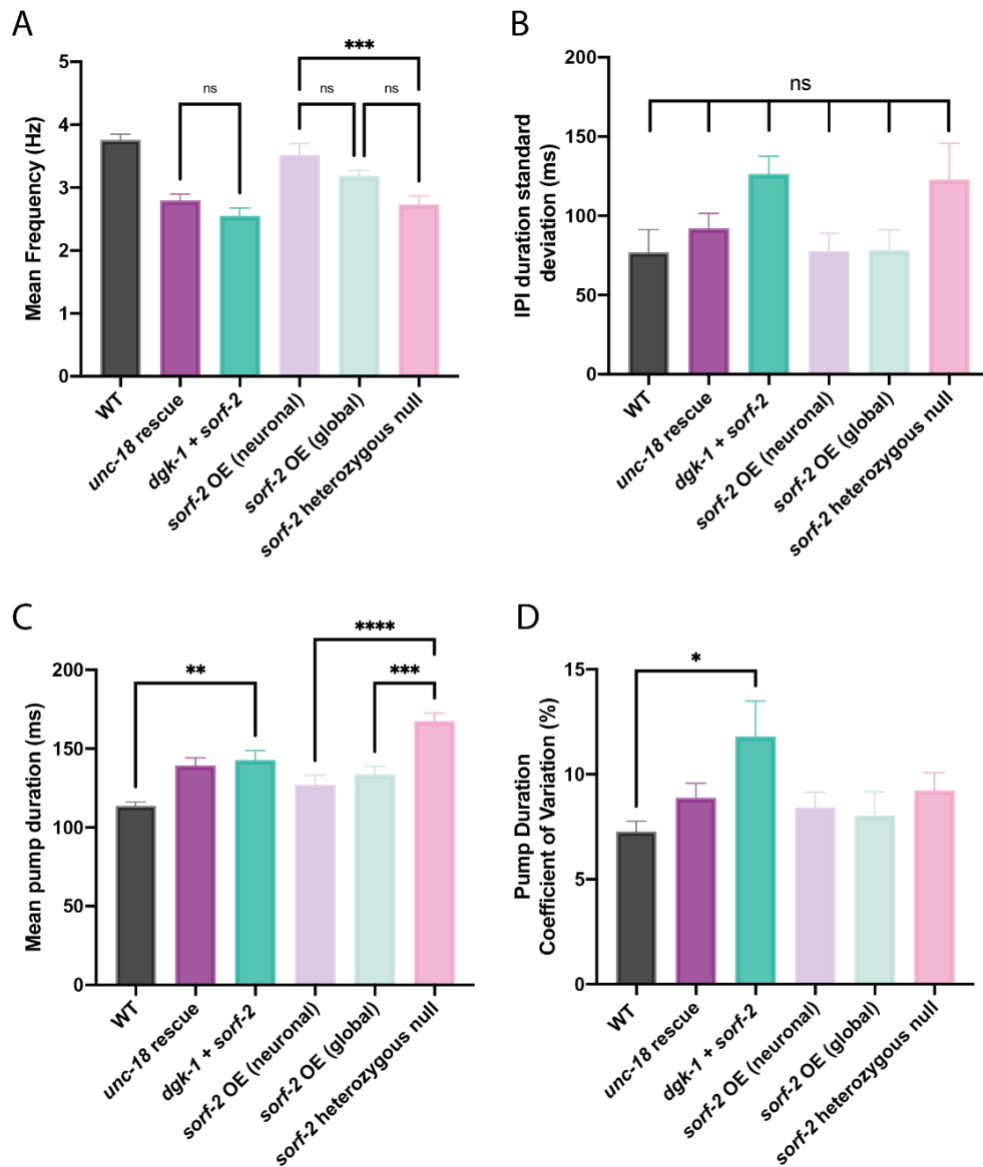 A
Mean Frequency (Hz)
5
4
3
2
1
0
ns
ns
ns
***
WT
unc-18 rescue
dgk-1 + sorf-2
sorf-2 OE (neuronal)
sorf-2 OE (global)
sorf-2 heterozygous null
B
IPI duration standard
deviation (ms)
200
150
100
50
0
ns
WT
unc-18 rescue
dgk-1 + sorf-2
sorf-2 OE (neuronal)
sorf-2 OE (global)
sorf-2 heterozygous null
C
Mean pump duration (ms)
200
150
100
50
0
**
****
***
WT
unc-18 rescue
dgk-1 + sorf-2
sorf-2 OE (neuronal)
sorf-2 OE (global)
sorf-2 heterozygous null
D
Pump Duration
Coefficient of Variation (%)
15
10
5
0
*
WT
unc-18 rescue
dgk-1 + sorf-2
sorf-2 OE (neuronal)
sorf-2 OE (global)
sorf-2 heterozygous null